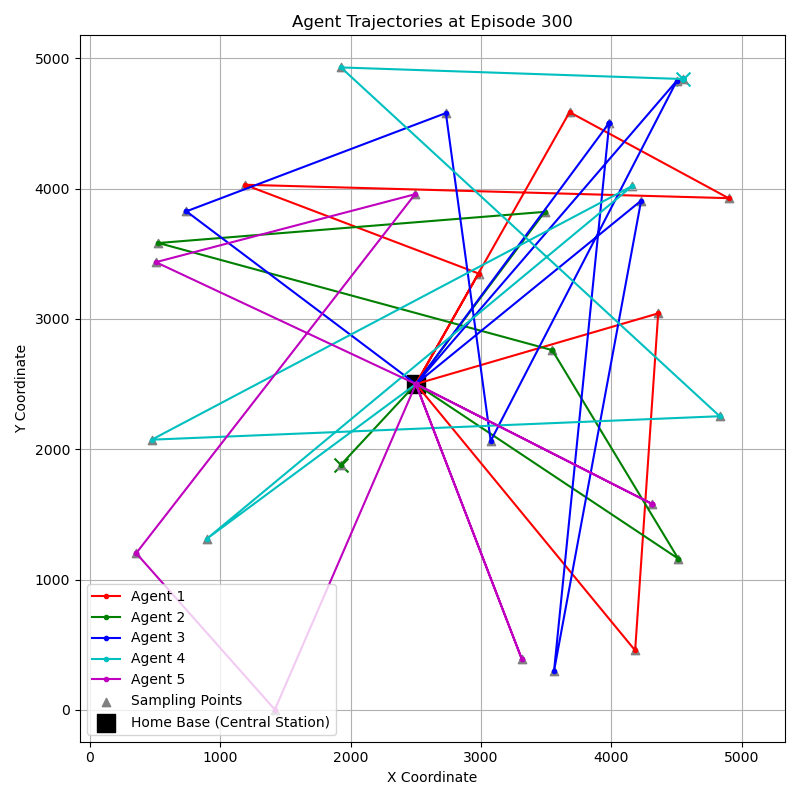 Agent Trajectories at Episode 300
Y Coordinate
5000
4000
3000
2000
1000
0
Agent 1
Agent 2
Agent 3
Agent 4
Agent 5
Sampling Points
Home Base (Central Station)
0 1000 2000 3000 4000 5000
X Coordinate